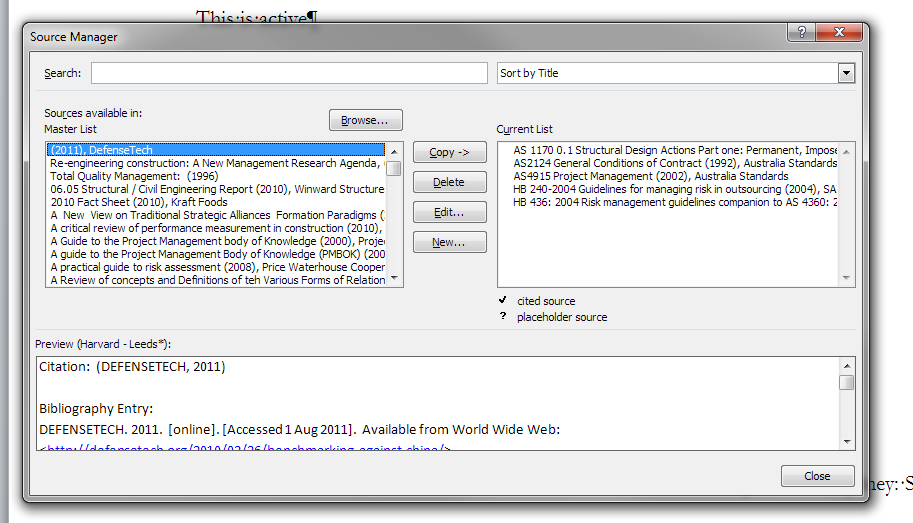 This·is·active¶
Source Manager
?
Search:
Sort by Title
Sources available in:
Master List
Browse...
Current List
(2011), DefenseTech
Re-engineering construction: A New Management Research Agenda,
Total Quality Management:  (1996)
06.05 Structural / Civil Engineering Report (2010), Winward Structure
2010 Fact Sheet (2010), Kraft Foods
A  New  View on Traditional Strategic Alliances  Formation Paradigms (
A critical review of performance measurement in construction (2010),
A Guide to the Project Management body of Knowledge (2000), Proje
A guide to the Project Management Body of Knowledge (PMBOK) (200
A practical guide to risk assessment (2008), Price Waterhouse Cooper
A Review of concepts and Definitions of teh Various Forms of Relation
Copy ->
Delete
Edit...
New...
AS 1170 0.1 Structural Design Actions Part one: Permanent, Impose
AS2124 General Conditions of Contract (1992), Australia Standards
AS4915 Project Management (2002), Australia Standards
HB 240-2004 Guidelines for managing risk in outsourcing (2004), SA
HB 436: 2004 Risk management guidelines companion to AS 4360: 2
✓ cited source
? placeholder source
Preview (Harvard - Leeds*):
Citation:  (DEFENSETECH, 2011)
Bibliography Entry:
DEFENSETECH. 2011.  [online]. [Accessed 1 Aug 2011].  Available from World Wide Web:
<http://defensetech.org/2010/02/26/benchmarking-against-china/>
Close
ney:·S